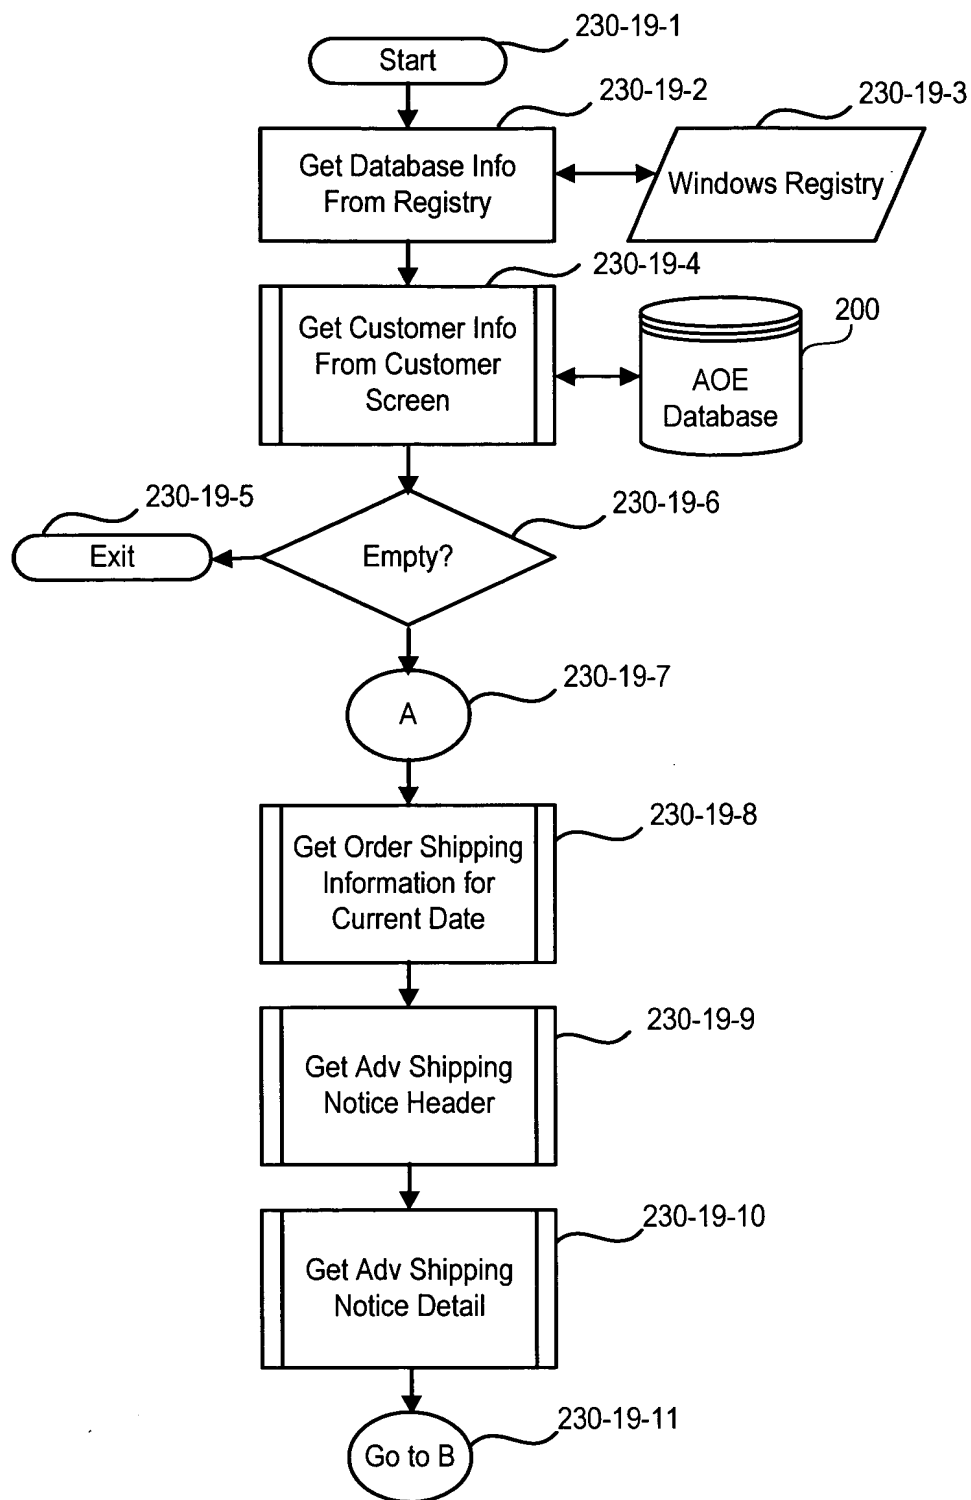 230-19-1
Start
230-19-2
230-19-3
Get Database Info
From Registry
Windows Registry
230-19-4
Get Customer Info
From Customer
Screen
200
AOE
Database
230-19-5
230-19-6
Exit
Empty?
230-19-7
A
230-19-8
Get Order Shipping
Information for
Current Date
230-19-9
Get Adv Shipping
Notice Header
230-19-10
Get Adv Shipping
Notice Detail
230-19-11
Go to B